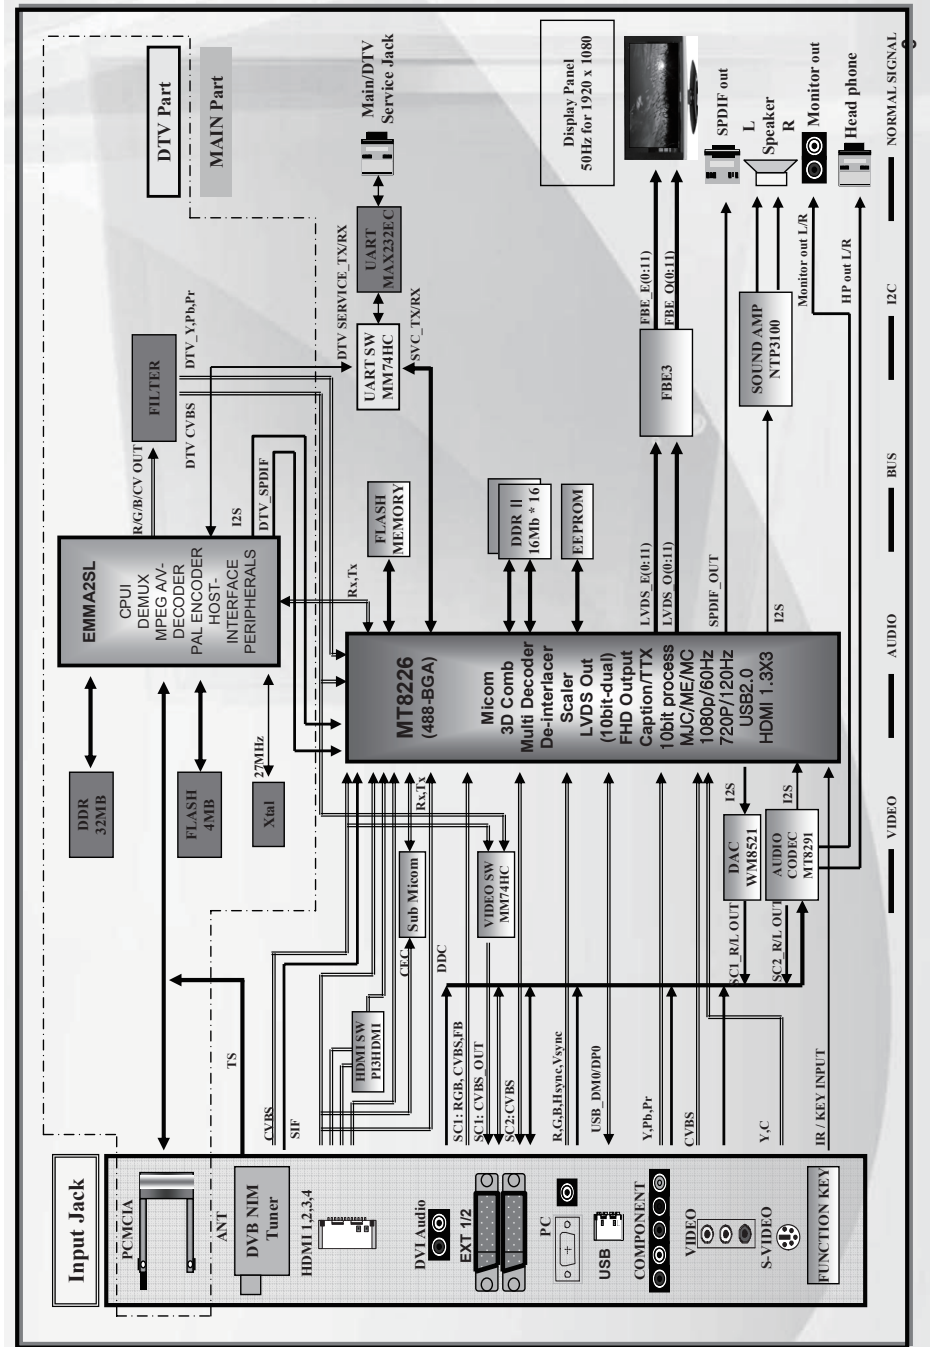 Input Jack
DTV Part
MAIN Part
PCMCIA
ANT
DVB NIM
Tuner
HDMI 1,2,3,4
DVI Audio
EXT 1/2
PC
USB
COMPONENT
VIDEO
S-VIDEO
FUNCTION KEY
TS
CVBS
SIF
HDMI SW
PI3HDMI
CEC
DDC
Sub Micom
Rx,Tx
VIDEO SW
MM74HC
SC1: RGB, CVBS,FB
SC1: CVBS_OUT
SC2:CVBS
R,G,B,Hsync,Vsync
USB_DM0/DP0
Y,Pb,Pr
CVBS
Y,C
IR / KEY INPUT
SC1_R/L OUT
SC2_R/L OUT
DAC
WM8521
AUDIO
CODEC
MT8291
I2S
I2S
DDR
32MB
FLASH
4MB
Xtal
27MHz
EMMA2SL
CPUI
DEMUX
MPEG A/V-
DECODER
PAL ENCODER
HOST-
INTERFACE
PERIPHERALS
R/G/B/CV OUT
FILTER
DTV CVBS
DTV_Y,Pb,Pr
I2S
DTV_SPDIF
Rx,Tx
MT8226
(488-BGA)
Micom
3D Comb
Multi Decoder
De-interlacer
Scaler
LVDS Out
(10bit-dual)
FHD Output
Caption/TX
10bit process
MJC/ME/MC
1080p/60Hz
720P/120Hz
USB2.0
HDMI 1.3X3
FLASH
MEMORY
DDR II
16Mb * 16
EEPROM
UART SW
MM74HC
DTV SERVICE_TX/RX
SVC_TX/RX
UART
MAX232EC
Main/DTV
Service Jack
LVDS_E(0:11)
LVDS_O(0:11)
FBE3
FBE_E(0:11)
FBE_O(0:11)
Display Panel
50Hz for 1920 x 1080
SPDIF_OUT
SPDIF out
I2S
SOUND AMP
NTP3100
L
Speaker
R
Monitor out L/R
Monitor out
HP out L/R
Head phone
VIDEO
AUDIO
BUS
I2C
NORMAL SIGNAL